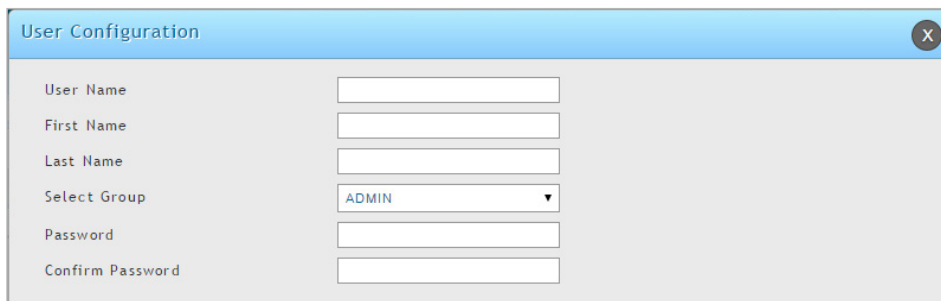 User Configuration
X
User Name
First Name
Last Name
Select Group ADMIN
Password
Confirm Password